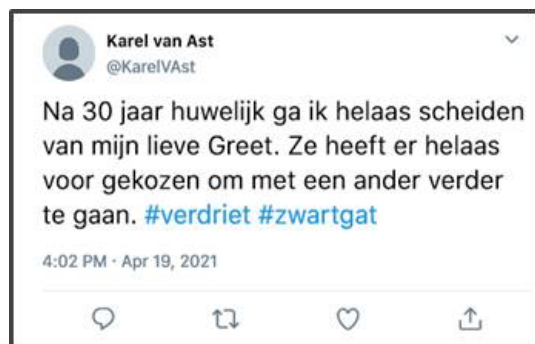 Karel van Ast
@KarelVAst
Na 30 jaar huwelijk ga ik helaas scheiden
van mijn lieve Greet. Ze heeft er helaas
voor gekozen om met een ander verder
te gaan. #verdriet #zwartgat
4:02 PM · Apr 19, 2021